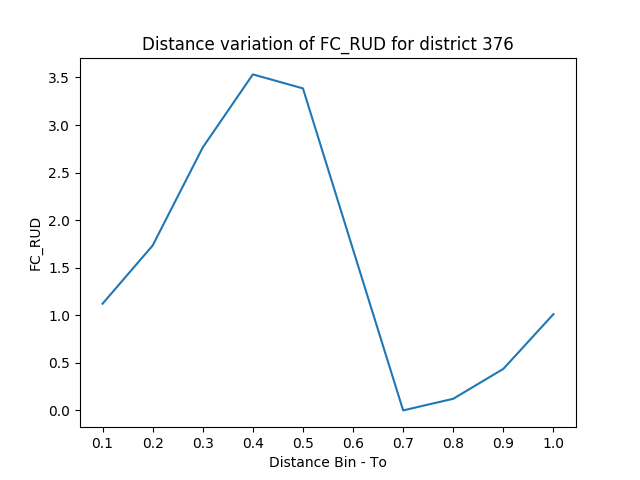 Distance variation of FC_RUD for district 376
3.5
3.0
2.5
2.0
1.5
1.0
0.5
0.0
FC_RUD
0.1 0.2 0.3 0.4 0.5 0.6 0.7 0.8 0.9 1.0
Distance Bin - To